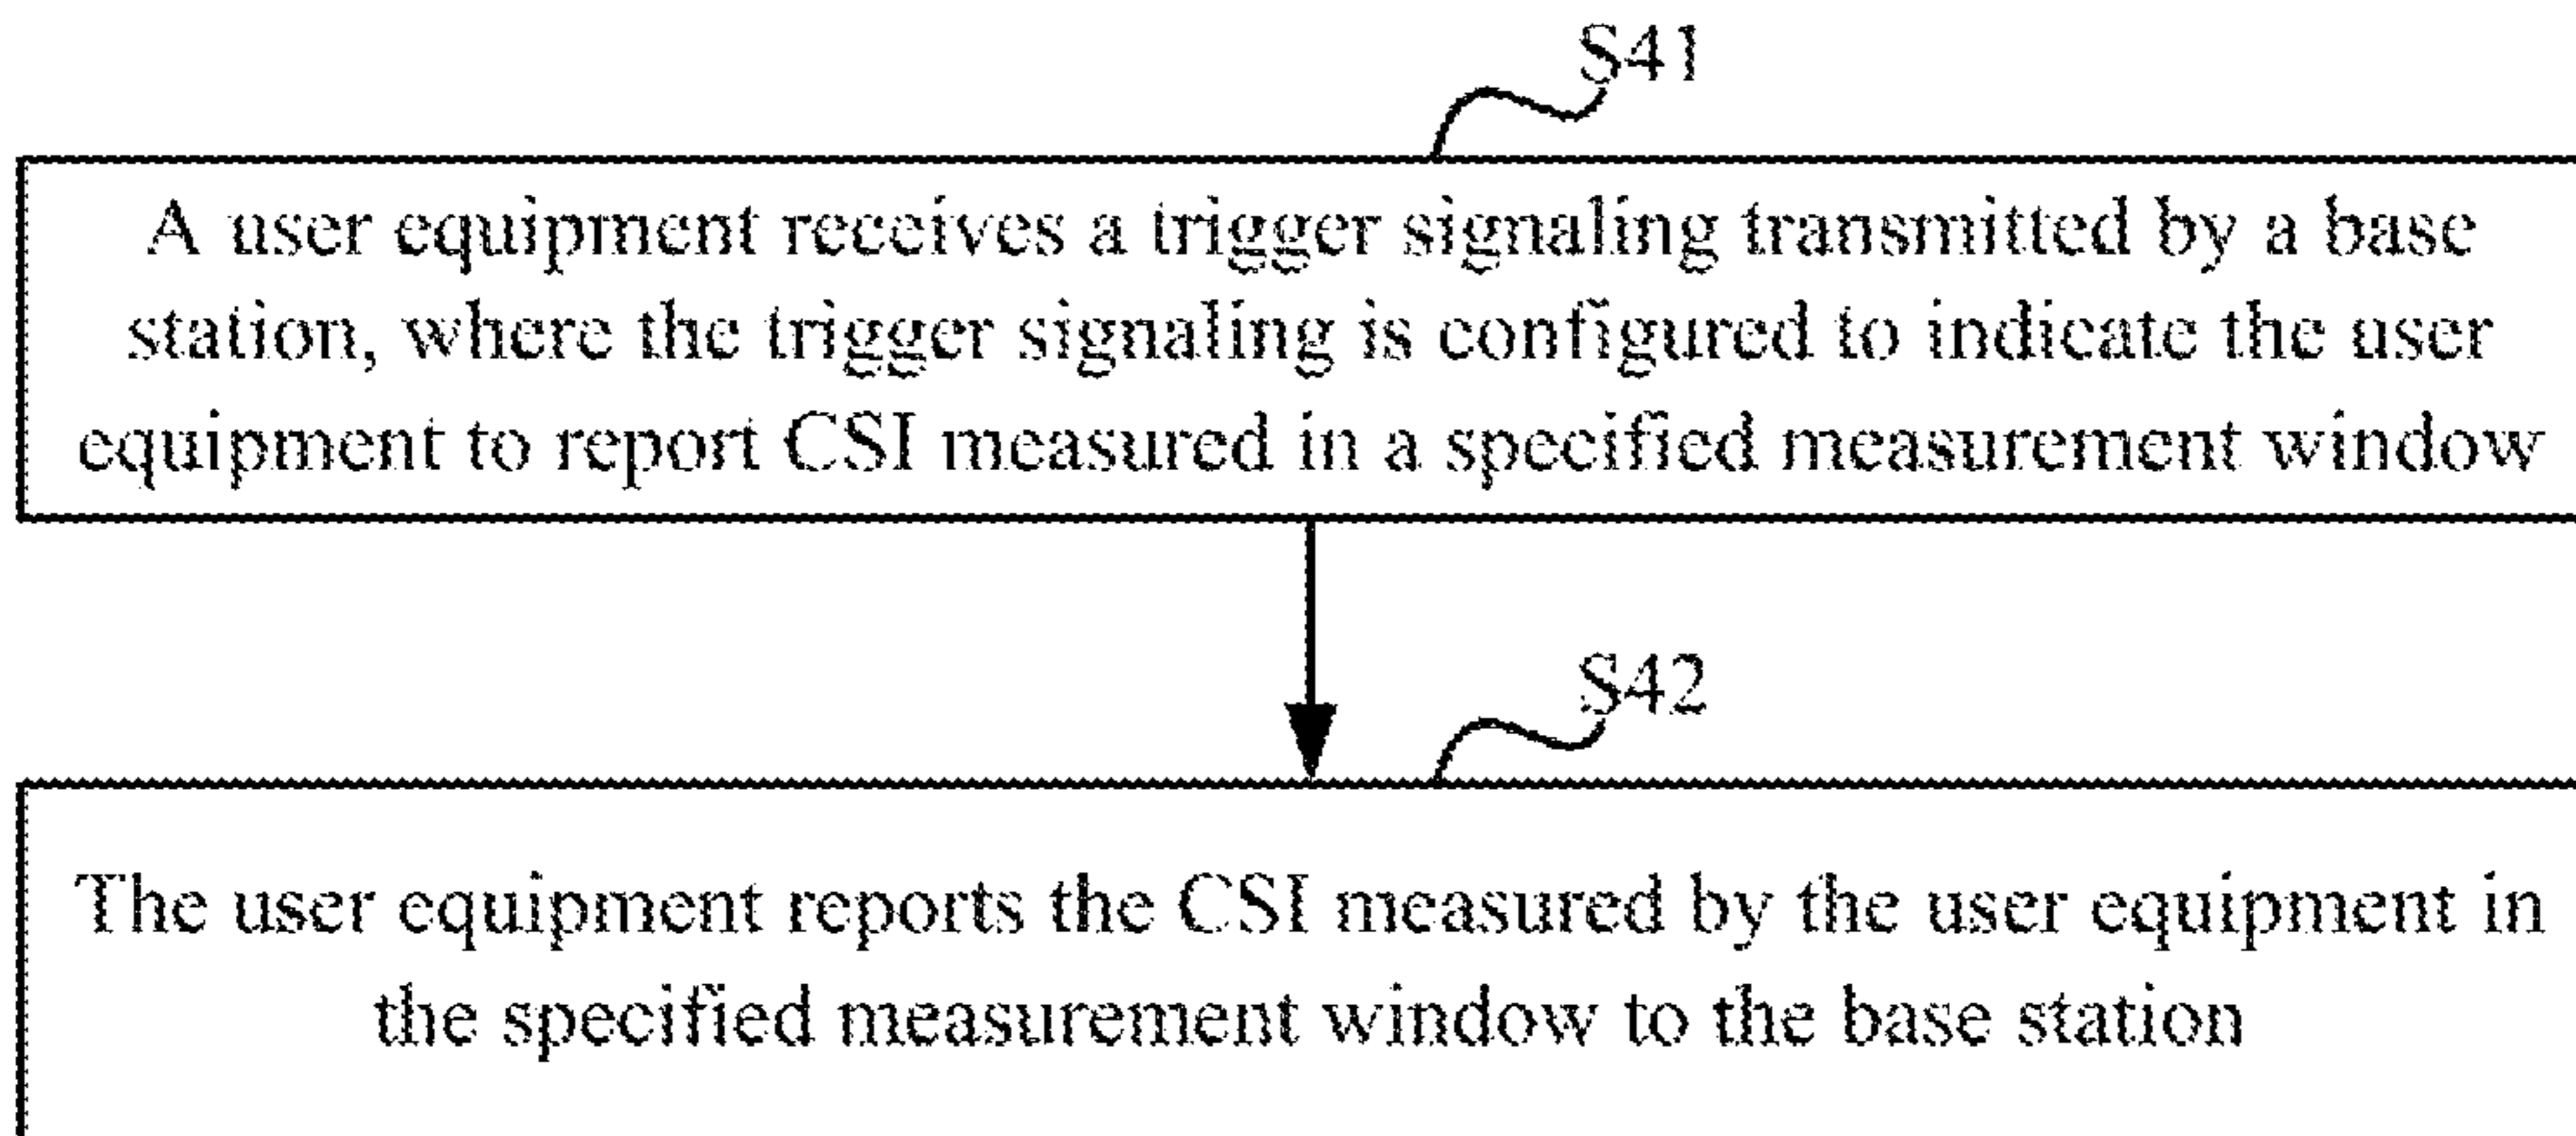 S41
A user equipment receives a trigger signaling transmitted by a base
station, where the trigger signaling is configured to indicate the user
equipment to report CSI measured in a specified measurement window
S42
The user equipment reports the CSI measured by the user equipment in
the specified measurement window to the base station